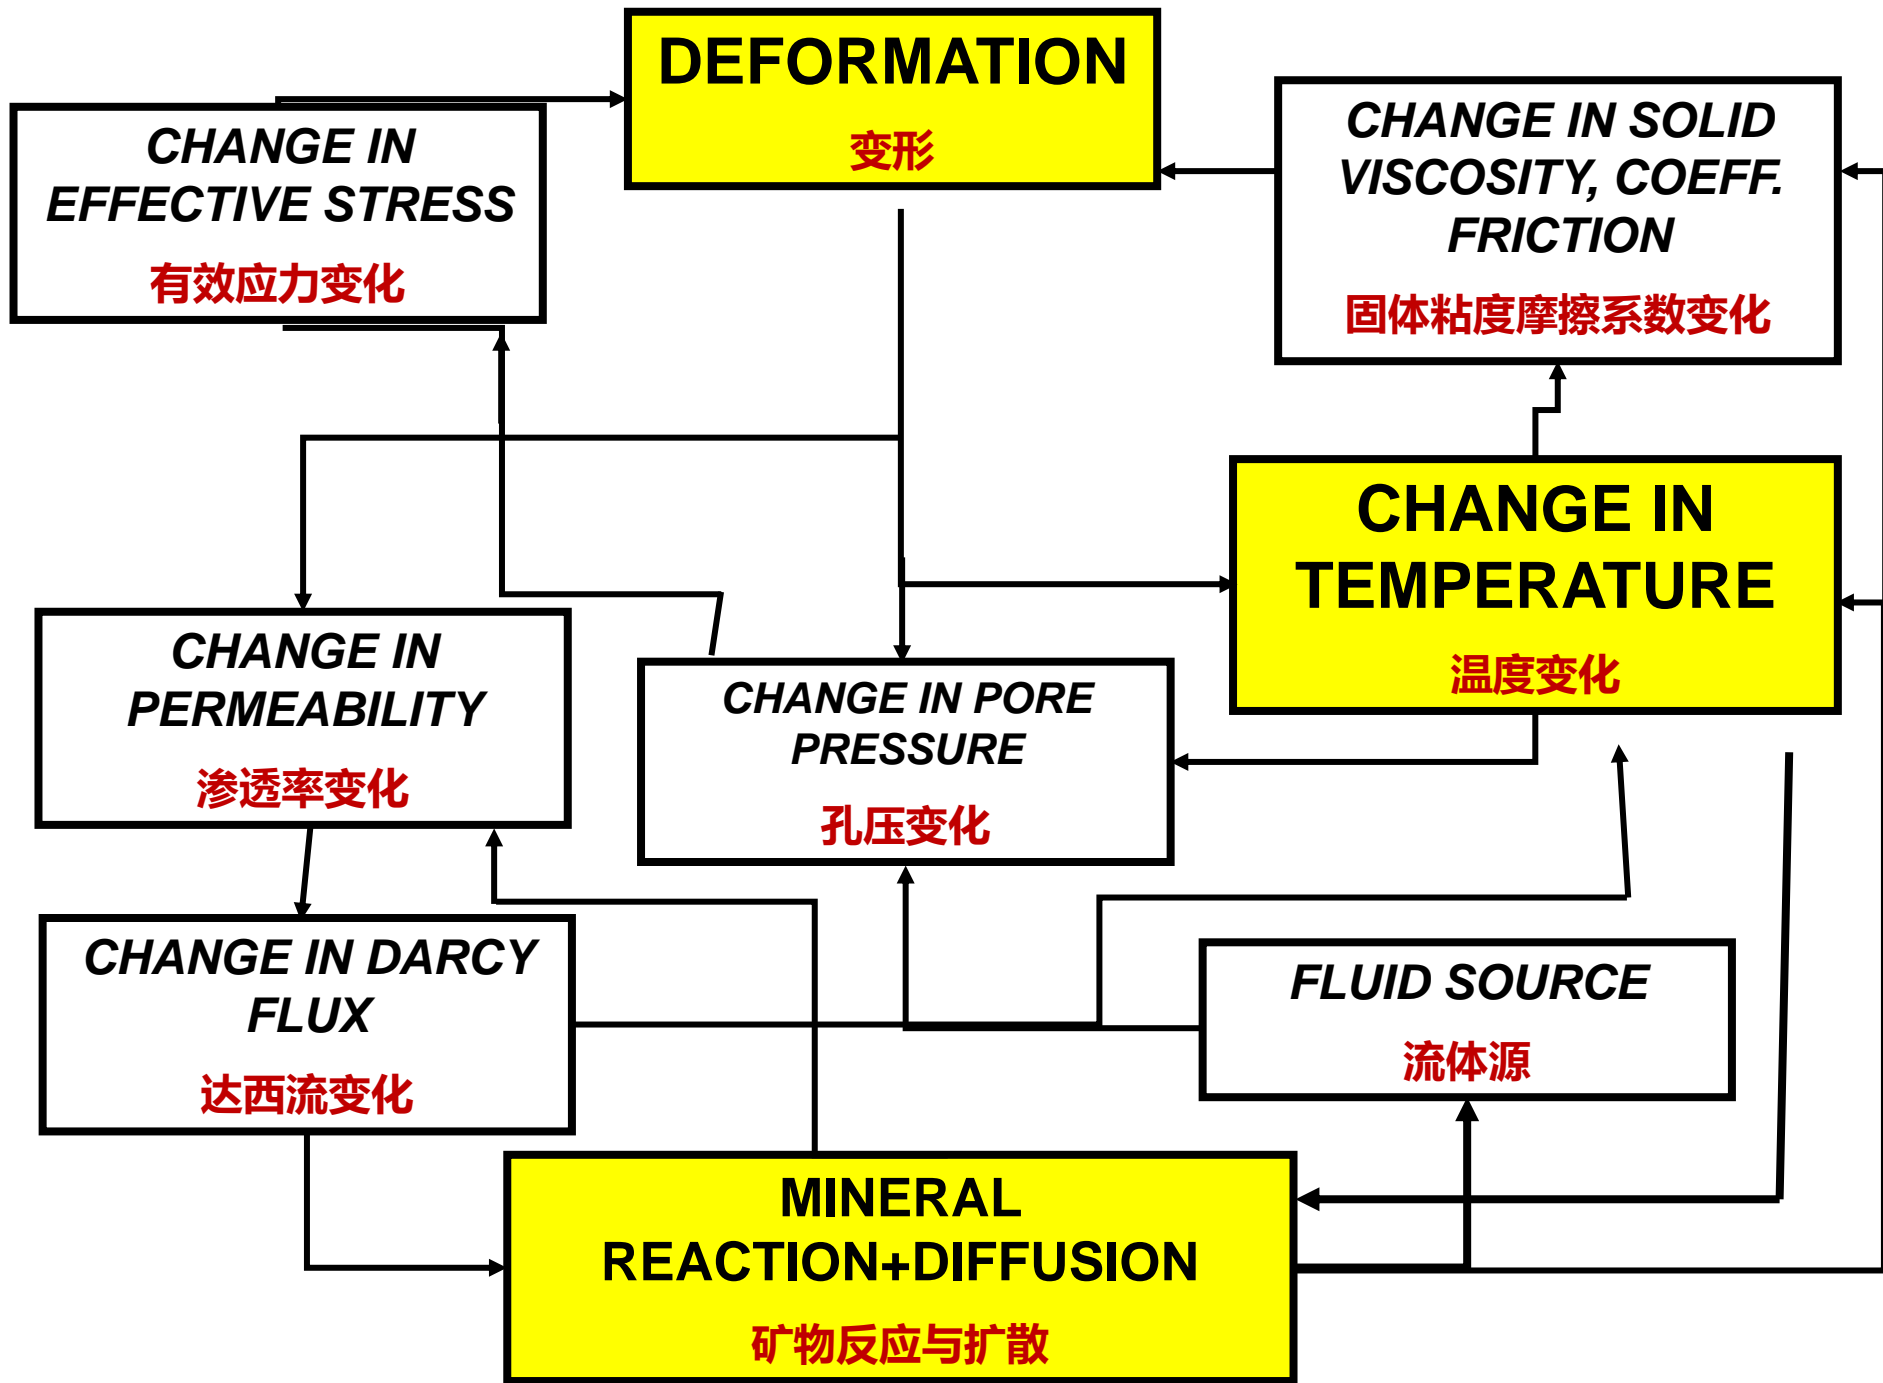 DEFORMATION
变形
CHANGE IN
EFFECTIVE STRESS
有效应力变化
CHANGE IN SOLID
VISCOSITY, COEFF.
FRICTION
固体粘度摩擦系数变化
CHANGE IN
TEMPERATURE
温度变化
CHANGE IN
PERMEABILITY
渗透率变化
CHANGE IN PORE
PRESSURE
孔压变化
CHANGE IN DARCY
FLUX
达西流变化
FLUID SOURCE
流体源
MINERAL
REACTION+DIFFUSION
矿物反应与扩散